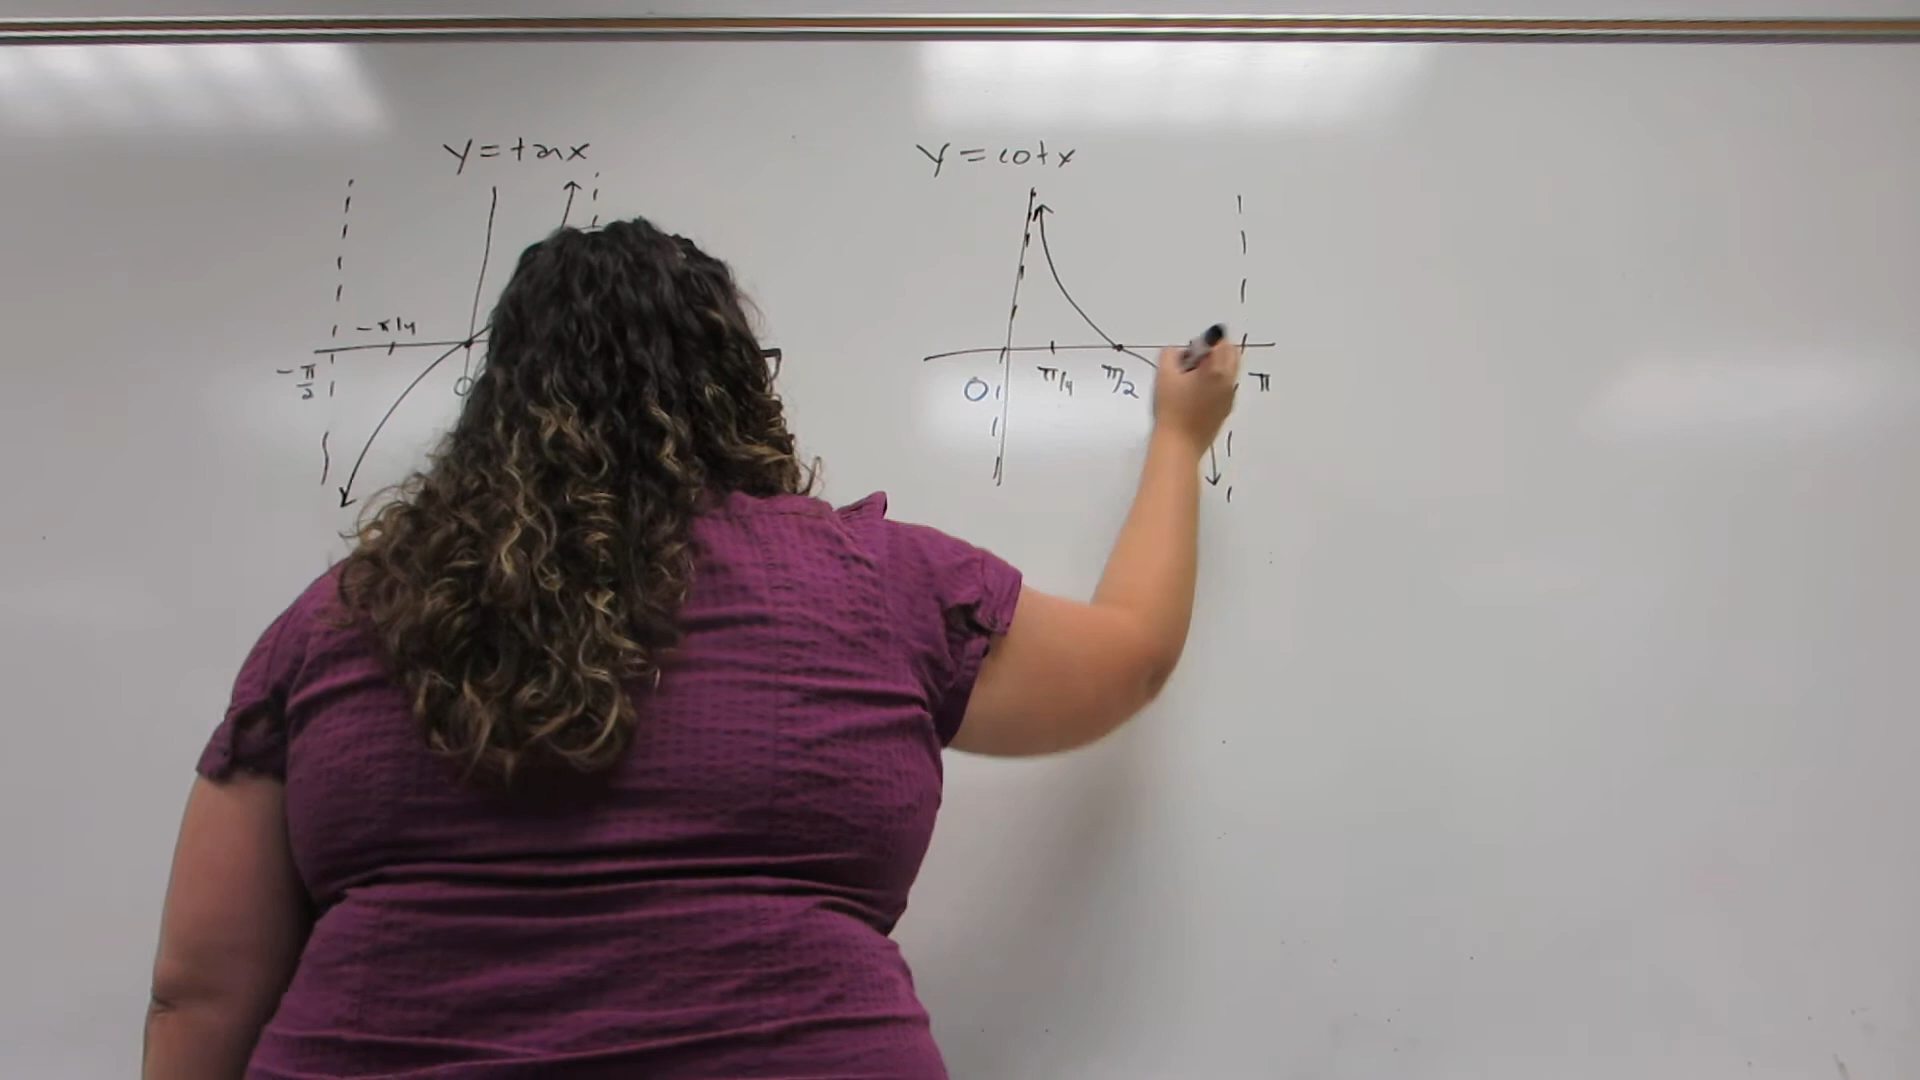 y = tan x
y = cot x
-π/4
-π/2
0
0
π/4
π/2
π